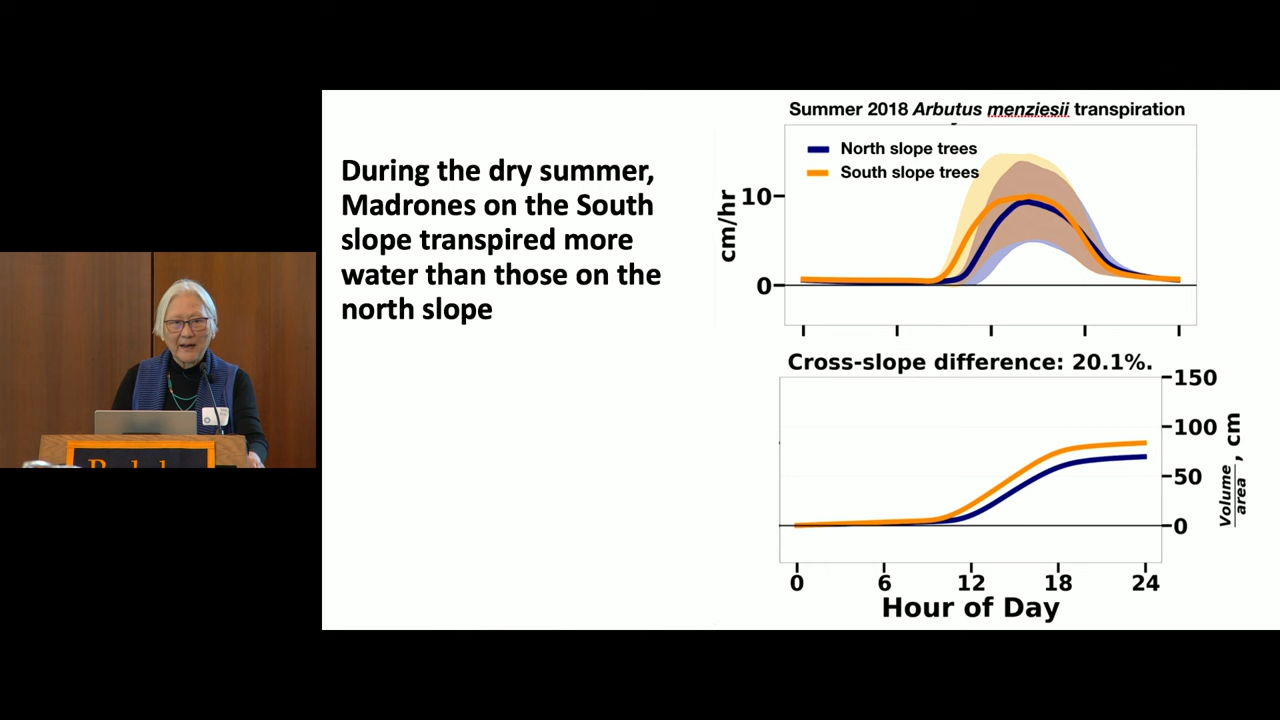 During the dry summer,
Madrones on the South
slope transpired more
water than those on the
north slope
Summer 2018 Arbutus menziesii transpiration
North slope trees
South slope trees
cm/hr
10
0
Cross-slope difference: 20.1%.
150
100
50
0
Volume
area , cm
0 6 12 18 24
Hour of Day